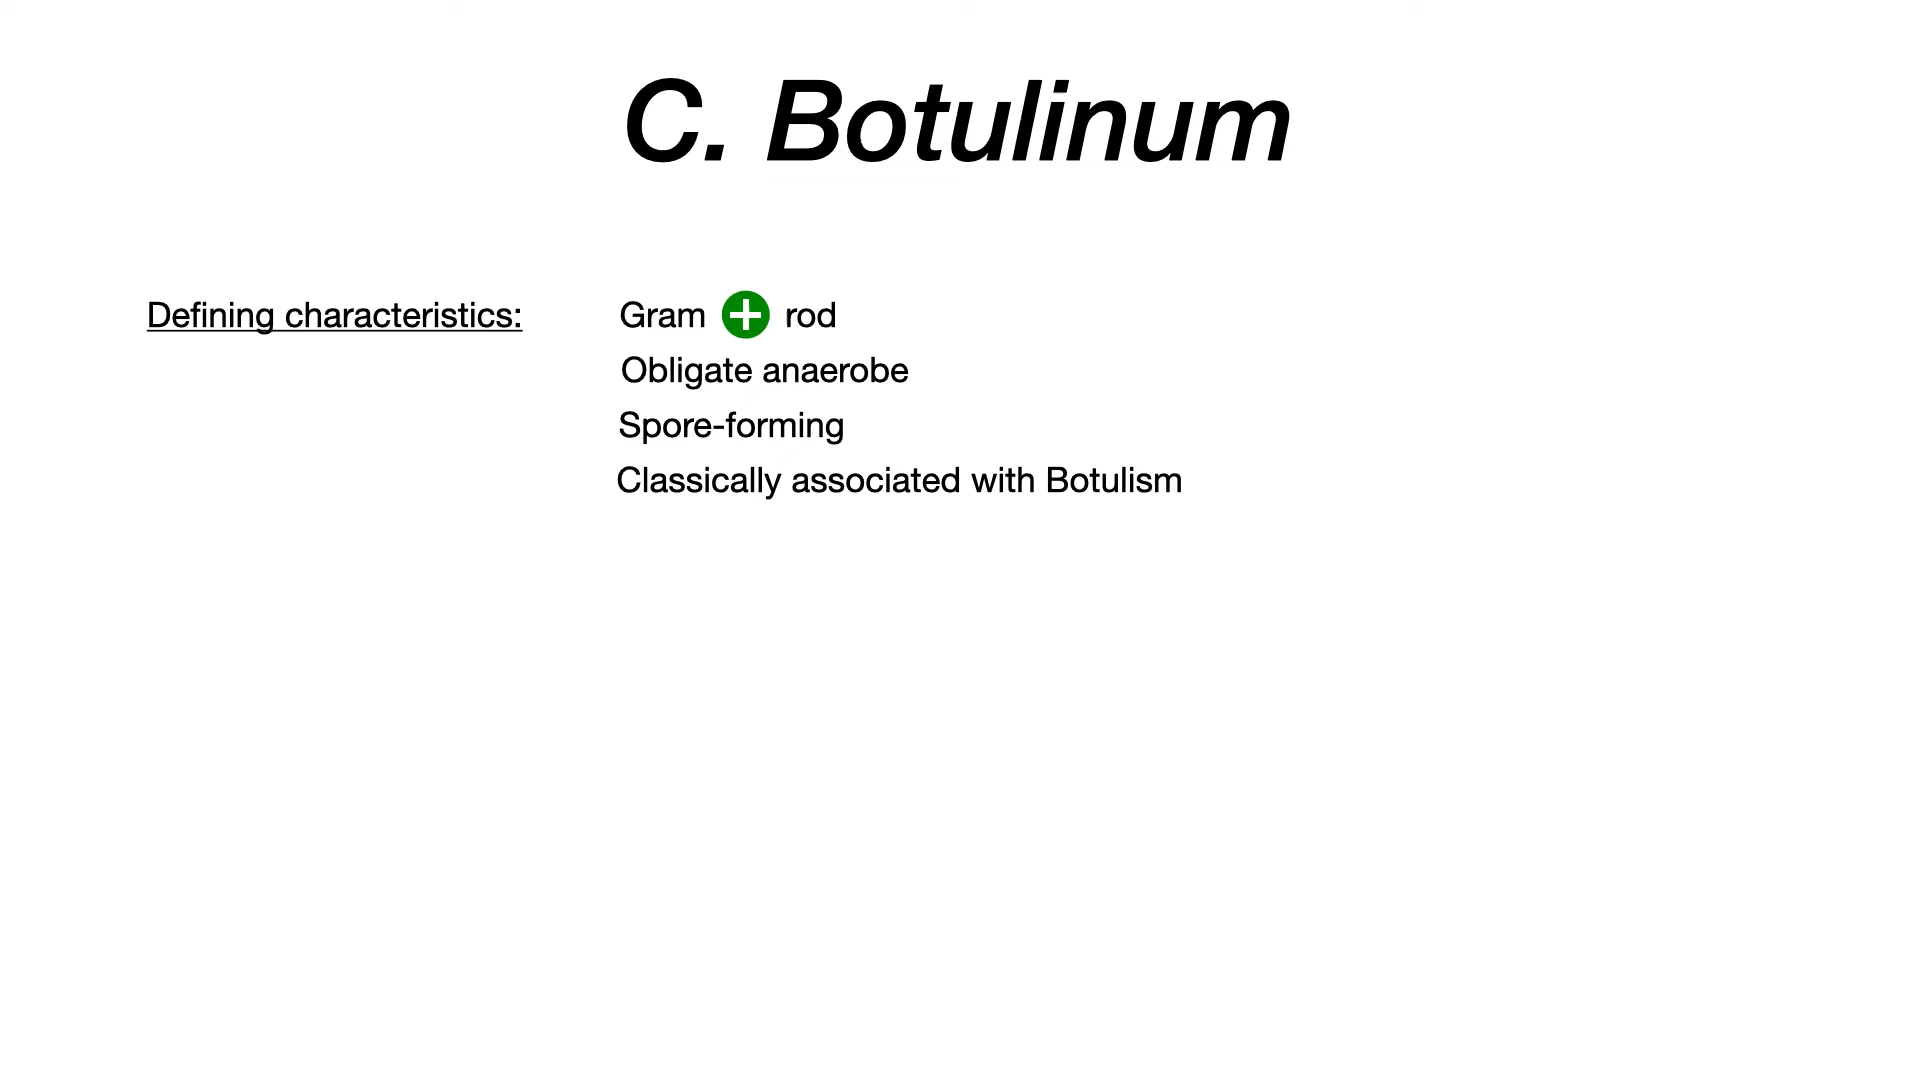 C. Botulinum
Defining characteristics: Gram + rod
Obligate anaerobe
Spore-forming
Classically associated with Botulism